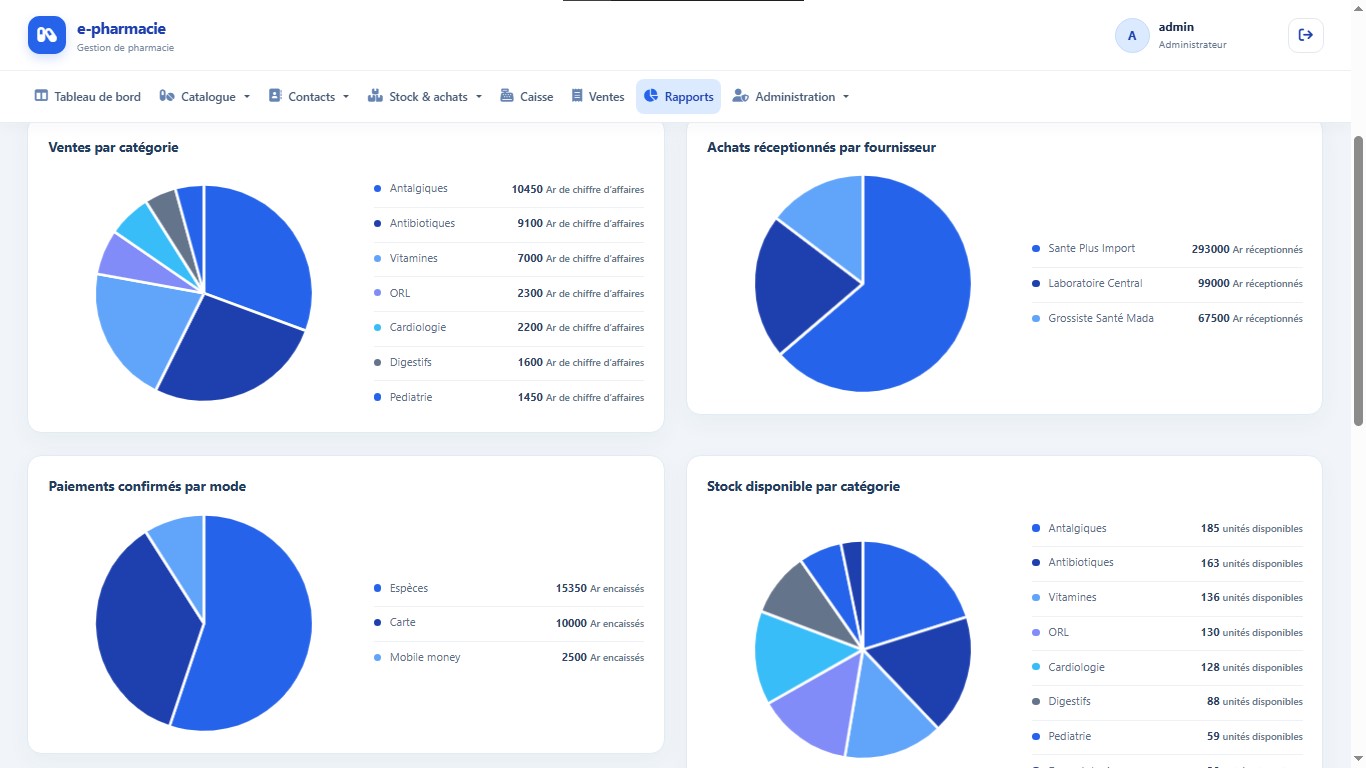 e-pharmacie
Gestion de pharmacie
A
admin
Administrateur
Tableau de bord
Catalogue
Contacts
Stock & achats
Caisse
Ventes
Rapports
Administration
Ventes par catégorie
Antalgiques 10450 Ar de chiffre d'affaires
Antibiotiques 9100 Ar de chiffre d'affaires
Vitamines 7000 Ar de chiffre d'affaires
ORL 2300 Ar de chiffre d'affaires
Cardiologie 2200 Ar de chiffre d'affaires
Digestifs 1600 Ar de chiffre d'affaires
Pediatrie 1450 Ar de chiffre d'affaires
Achats réceptionnés par fournisseur
Sante Plus Import 293000 Ar réceptionnés
Laboratoire Central 99000 Ar réceptionnés
Grossiste Santé Mada 67500 Ar réceptionnés
Paiements confirmés par mode
Espèces 15350 Ar encaissés
Carte 10000 Ar encaissés
Mobile money 2500 Ar encaissés
Stock disponible par catégorie
Antalgiques 185 unités disponibles
Antibiotiques 163 unités disponibles
Vitamines 136 unités disponibles
ORL 130 unités disponibles
Cardiologie 128 unités disponibles
Digestifs 88 unités disponibles
Pediatrie 59 unités disponibles